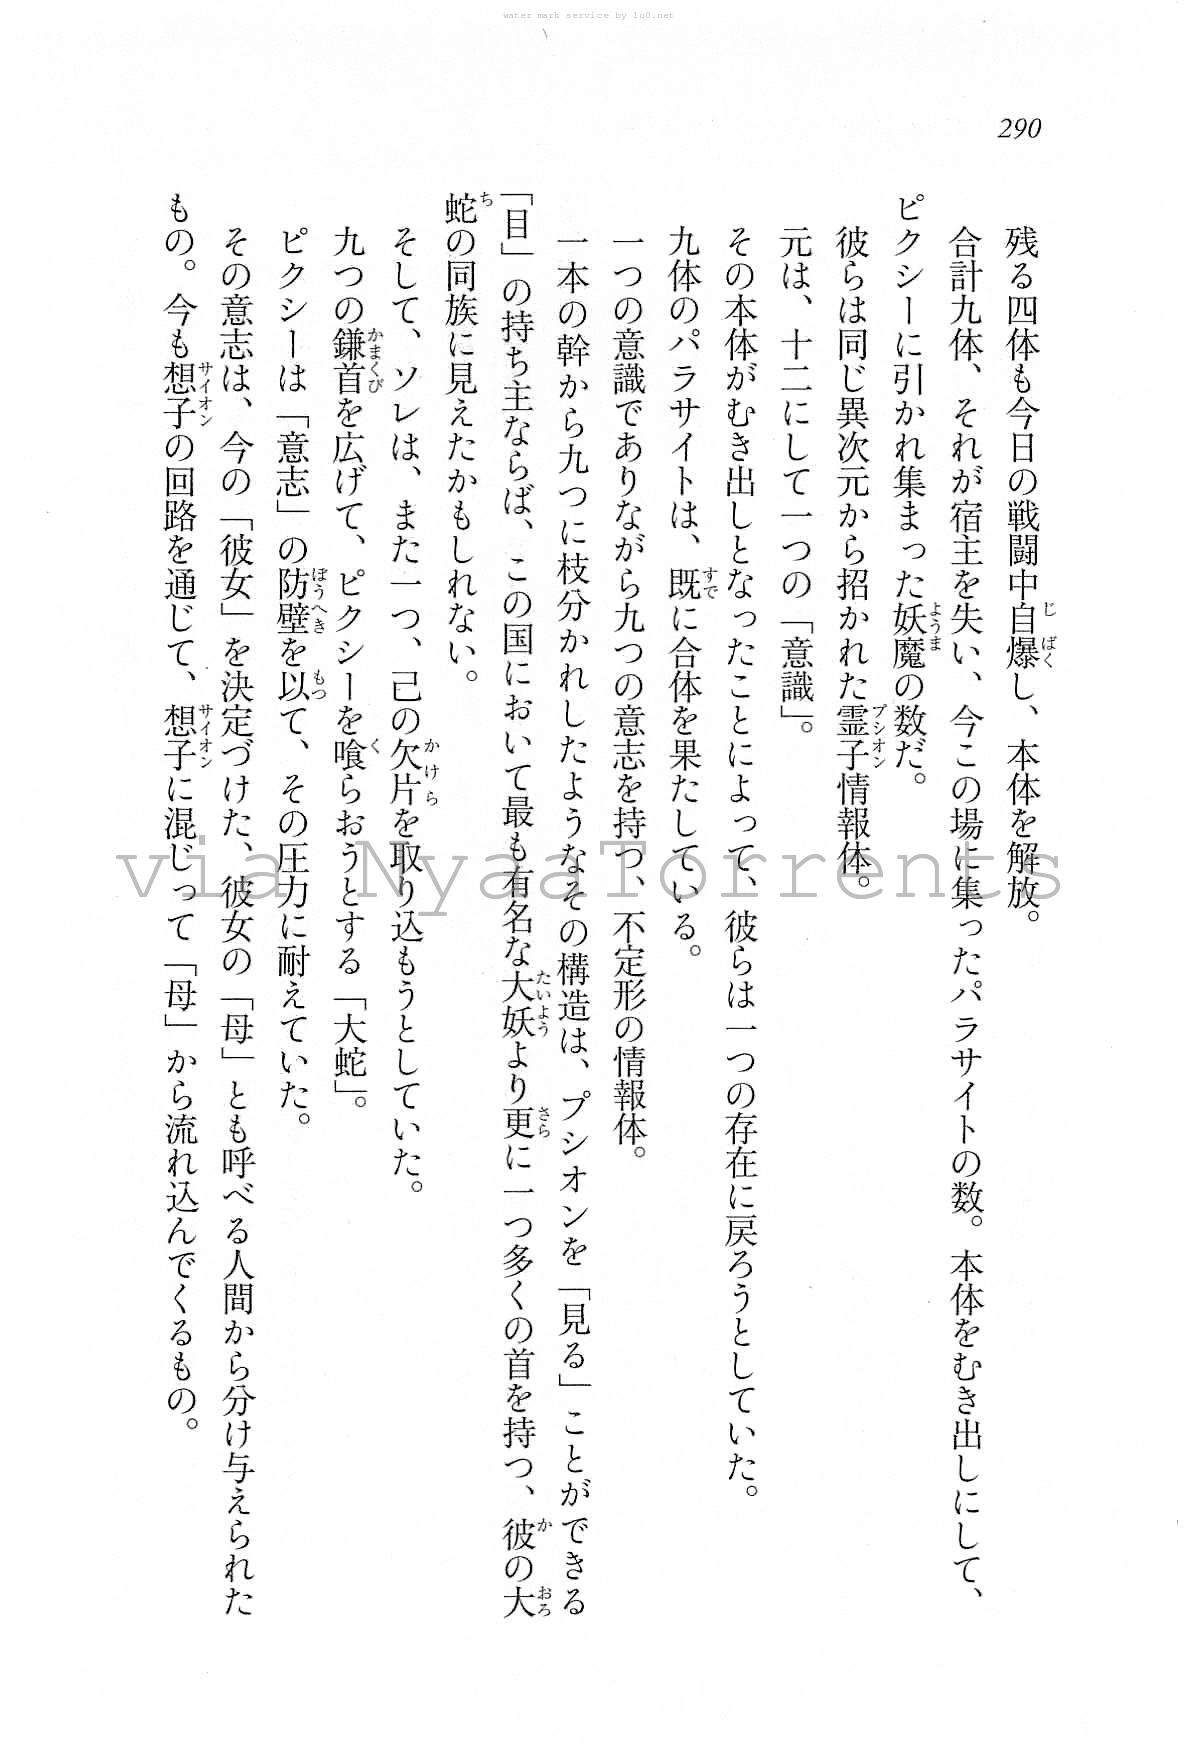 water mark service by lu0.net
290
残る四体も今日の戦闘中自爆し、本体を解放。
合計九体、それが宿主を失い、今この場に集ったパラサイトの数。本体をむき出しにして、
ピクシーに引かれ集まった妖魔の数だ。
彼らは同じ異次元から招かれた霊子情報体。
元は、十二にして一つの「意識」。
その本体がむき出しとなったことによって、彼らは一つの存在に戻ろうとしていた。
九体のパラサイトは、既に合体を果たしている。
一つの意識でありながら九つの意志を持つ、不定形の情報体。
一本の幹から九つに枝分かれしたようなその構造は、プシオンを「見る」ことができる
「目」の持ち主ならば、この国において最も有名な大妖より更に一つ多くの首を持つ、彼の大
蛇の同族に見えたかもしれない。
そして、ソレは、また一つ、己の欠片を取り込もうとしていた。
九つの鎌首を広げて、ピクシーを喰らおうとする「大蛇」。
ピクシーは「意志」の防壁を以て、その圧力に耐えていた。
その意志は、今の「彼女」を決定づけた、彼女の「母」とも呼べる人間から分け与えられた
もの。今も想子の回路を通じて、想子に混じって「母」から流れ込んでくるもの。
via NyaaTorrents